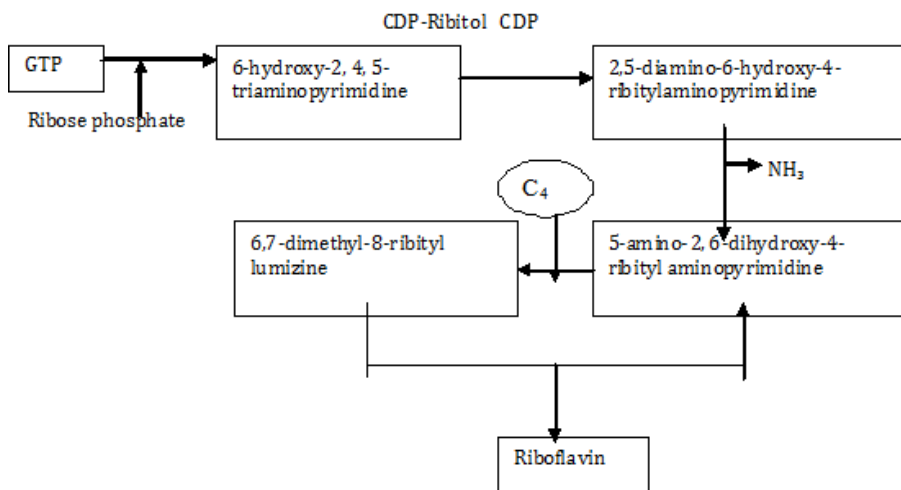 CDP-Ribitol CDP
GTP
6-hydroxy-2, 4, 5-
triaminopyrimidine
2,5-diamino-6-hydroxy-4-
ribitylaminopyrimidine
Ribose phosphate
NH₃
C₄
6,7-dimethyl-8-ribityl
lumizine
5-amino-2, 6-dihydroxy-4-
ribityl aminopyrimidine
Riboflavin